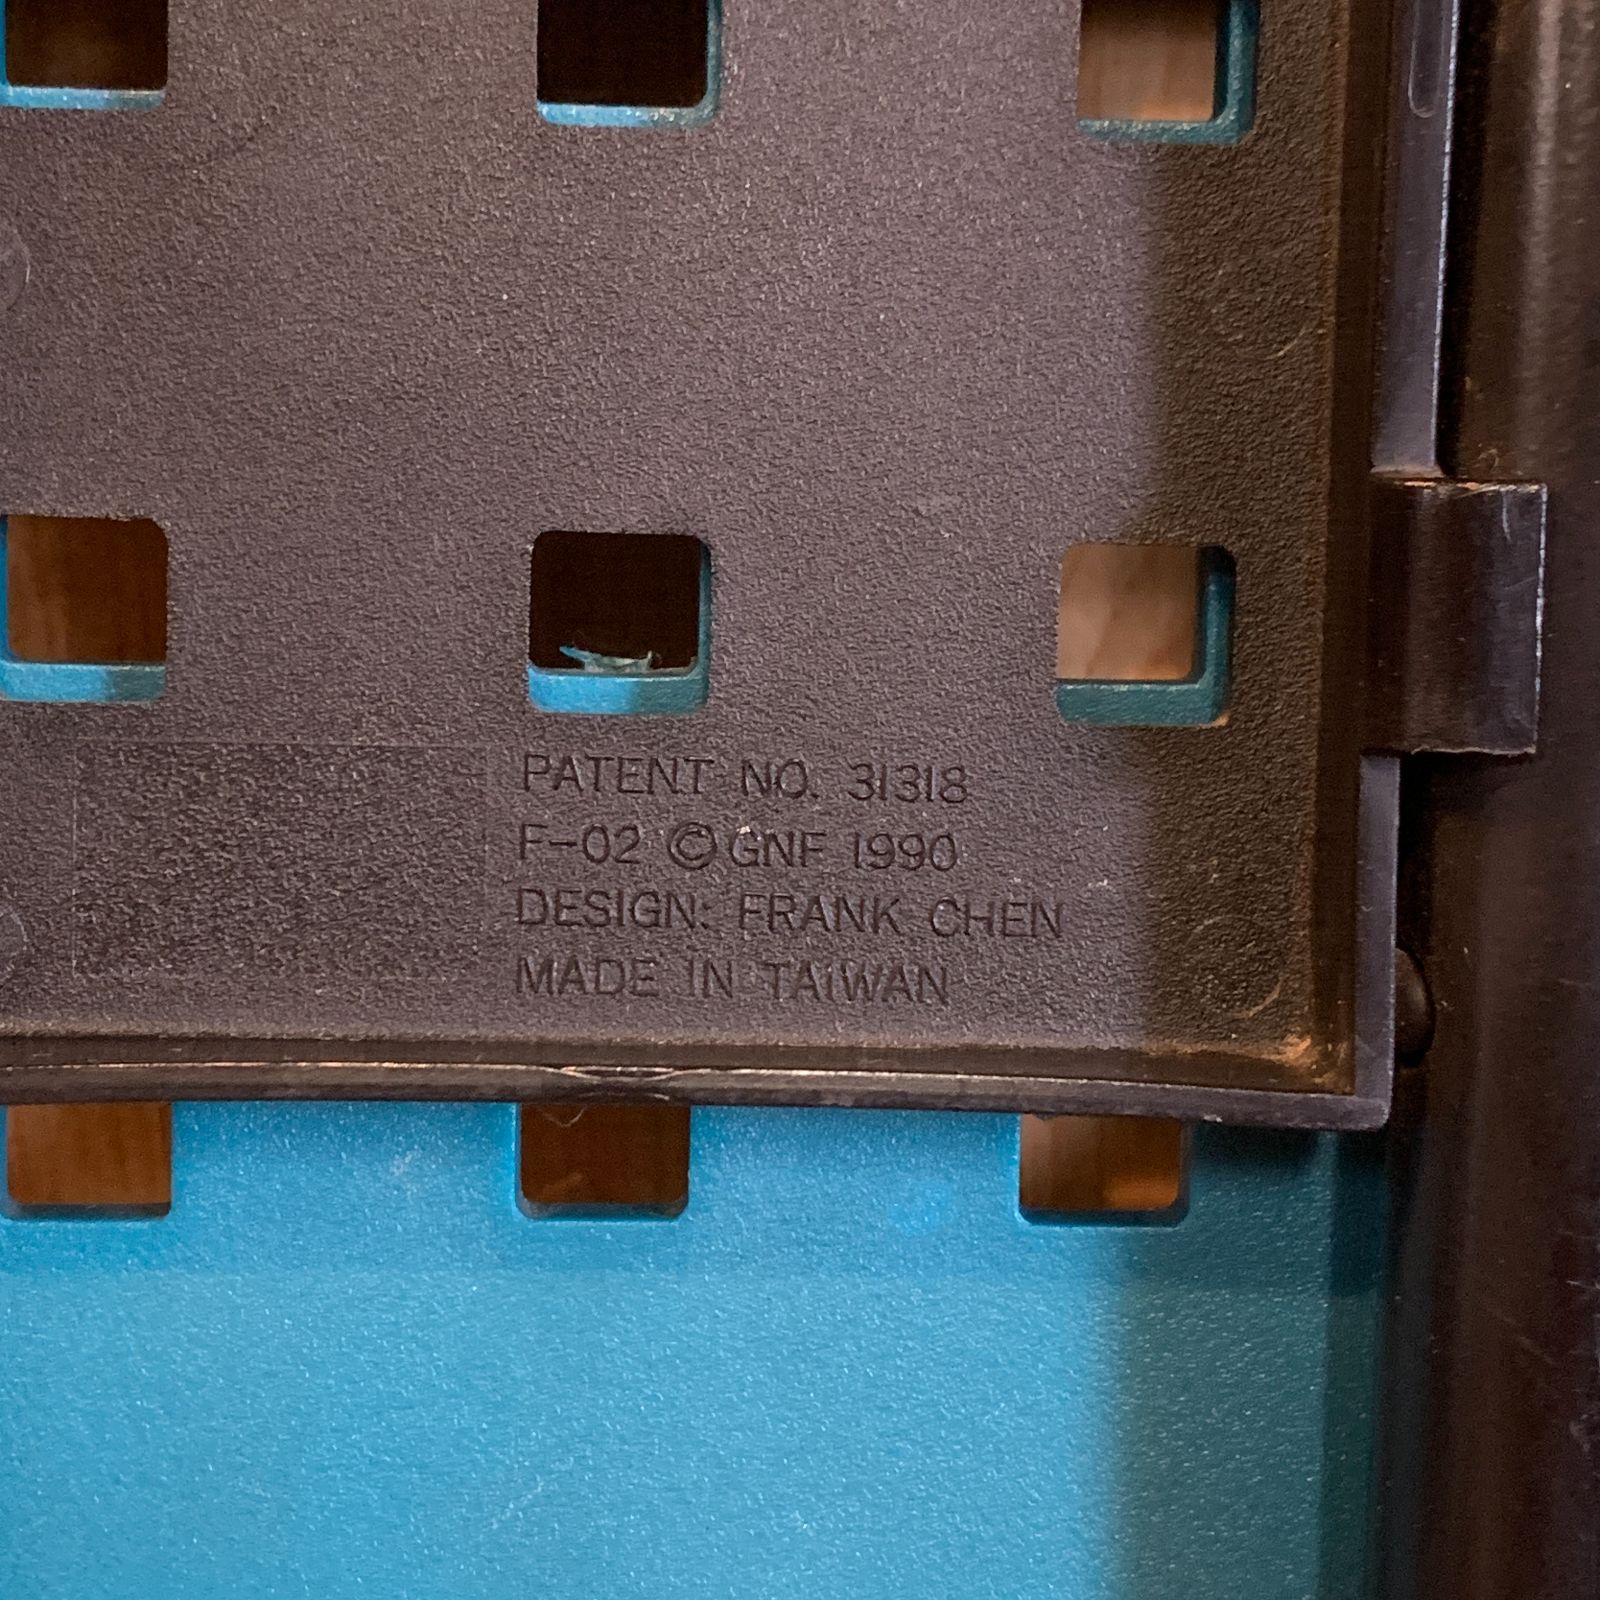 PATENT NO. 31318
F-02 ©GNF 1990
DESIGN: FRANK CHEN
MADE IN TAIWAN